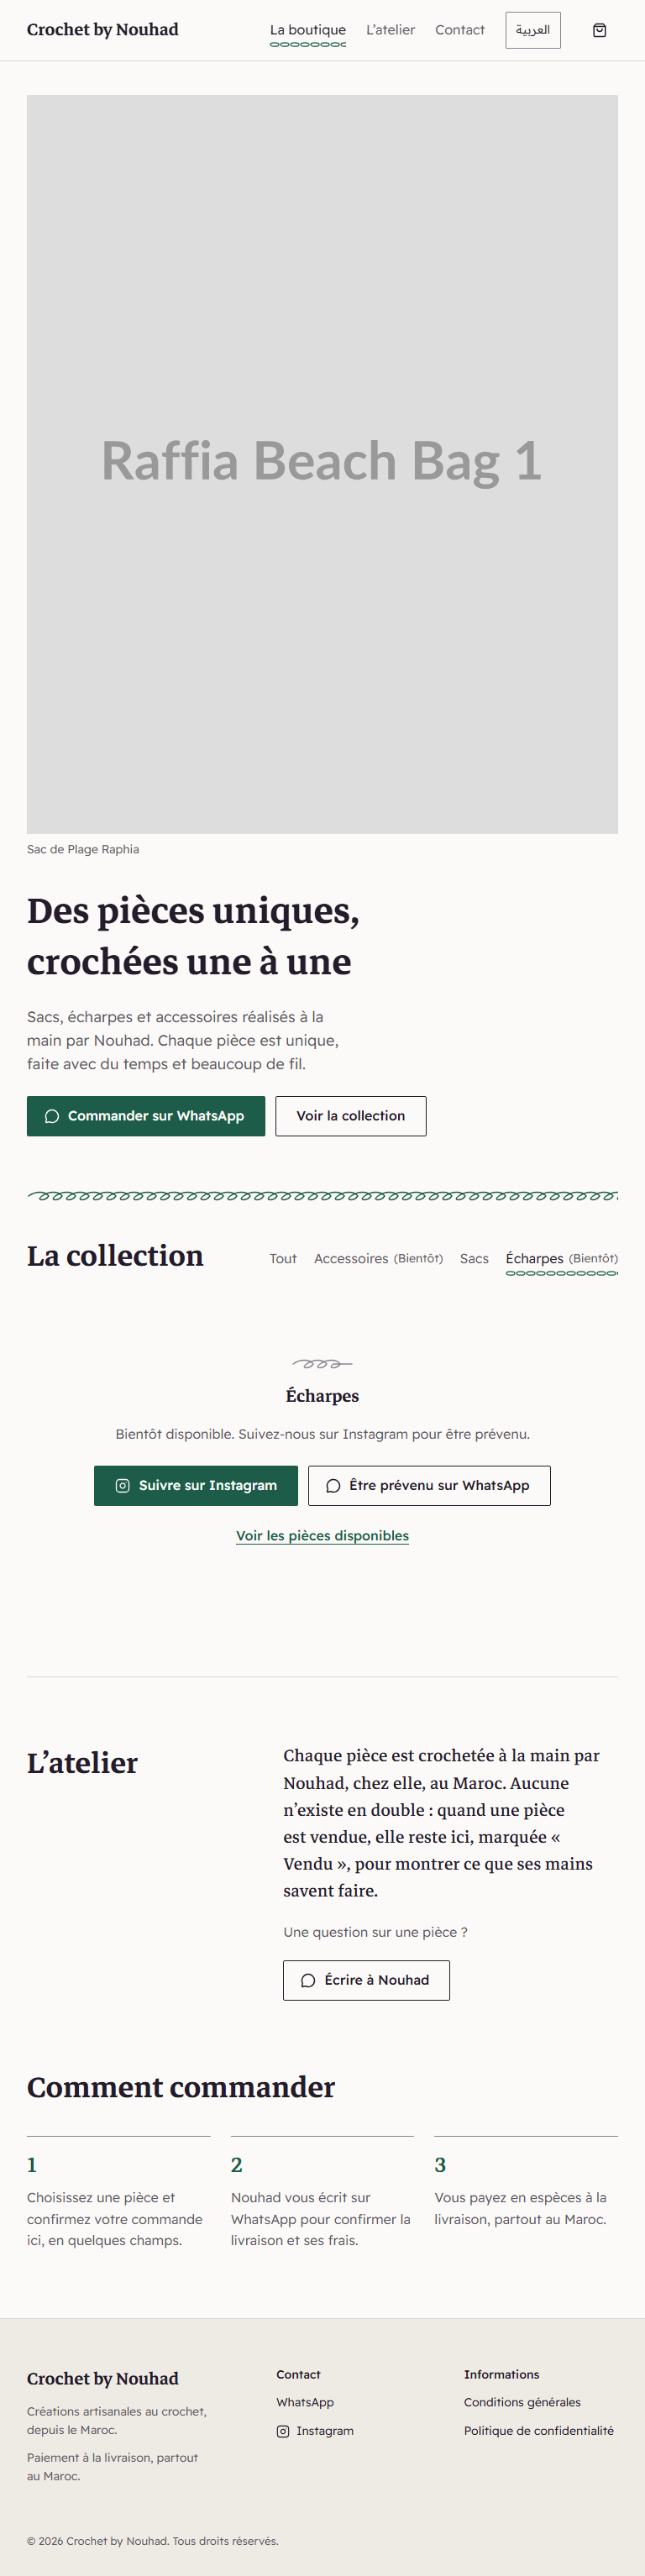 Crochet by Nouhad
La boutique
L’atelier
Contact
العربية
Raffia Beach Bag 1
Sac de Plage Raphia
Des pièces uniques,
crochées une à une
Sacs, écharpes et accessoires réalisés à la
main par Nouhad. Chaque pièce est unique,
faite avec du temps et beaucoup de fil.
Commander sur WhatsApp
Voir la collection
La collection
Tout
Accessoires (Bientôt)
Sacs
Écharpes (Bientôt)
Écharpes
Bientôt disponible. Suivez-nous sur Instagram pour être prévenu.
Suivre sur Instagram
Être prévenu sur WhatsApp
Voir les pièces disponibles
L’atelier
Chaque pièce est crochetée à la main par
Nouhad, chez elle, au Maroc. Aucune
n’existe en double : quand une pièce
est vendue, elle reste ici, marquée «
Vendu », pour montrer ce que ses mains
savent faire.
Une question sur une pièce ?
Écrire à Nouhad
Comment commander
1
Choisissez une pièce et
confirmez votre commande
ici, en quelques champs.
2
Nouhad vous écrit sur
WhatsApp pour confirmer la
livraison et ses frais.
3
Vous payez en espèces à la
livraison, partout au Maroc.
Crochet by Nouhad
Créations artisanales au crochet,
depuis le Maroc.
Paiement à la livraison, partout
au Maroc.
Contact
WhatsApp
Instagram
Informations
Conditions générales
Politique de confidentialité
© 2026 Crochet by Nouhad. Tous droits réservés.